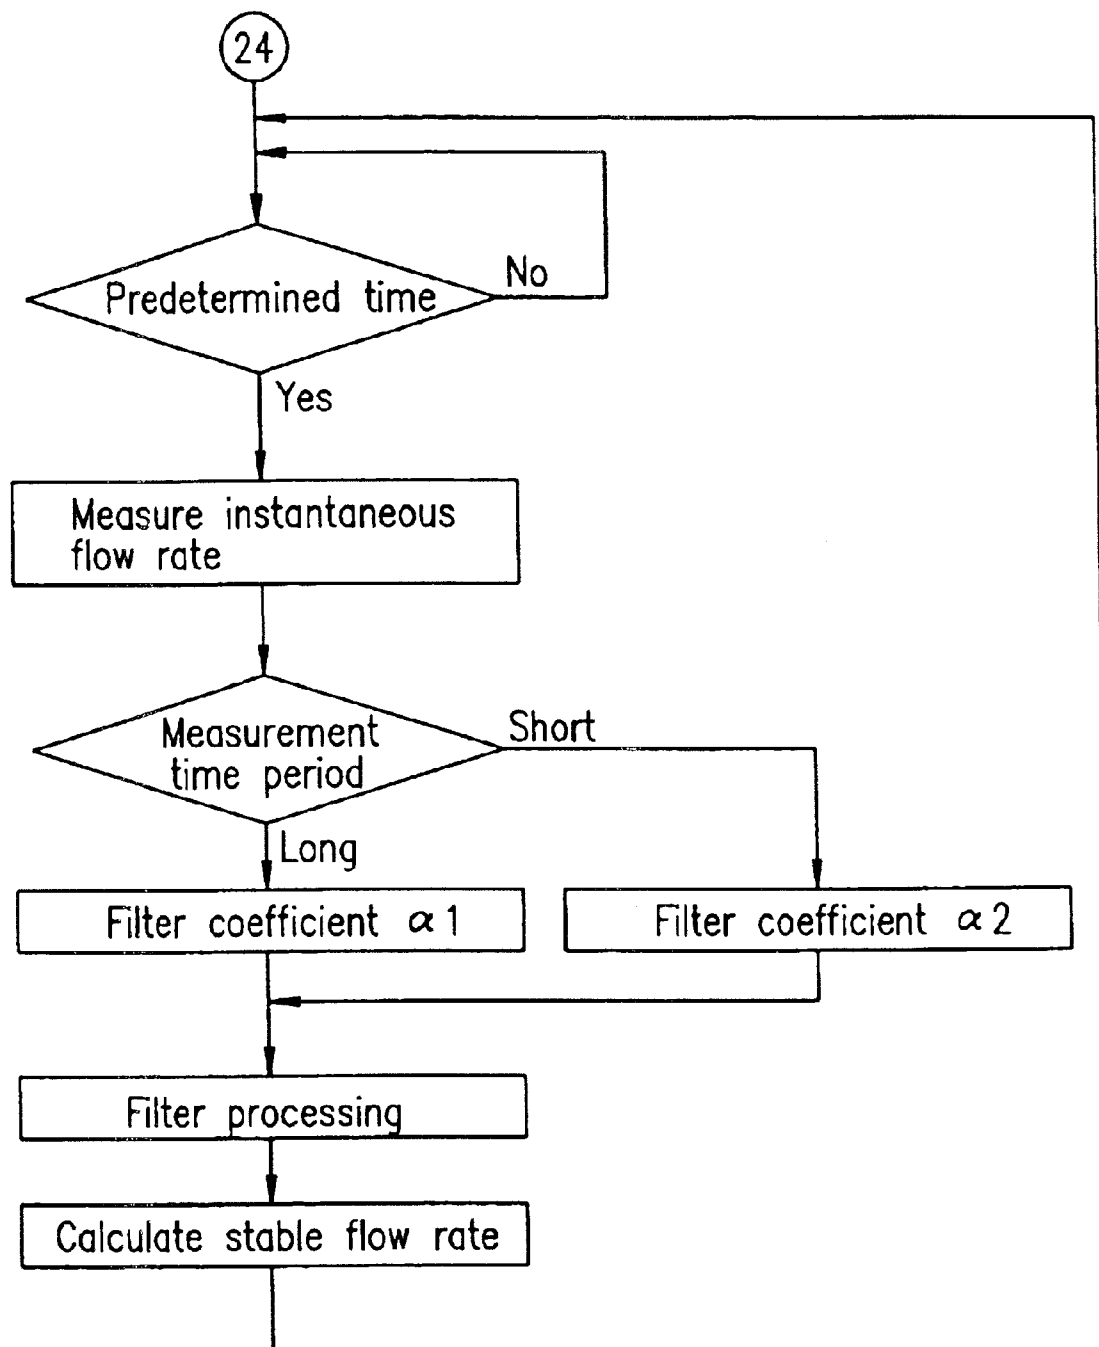 24
No
Predetermined time
Yes
Measure instantaneous
flow rate
Short
Measurement
time period
Long
Filter coefficient α1
Filter coefficient α2
Filter processing
Calculate stable flow rate